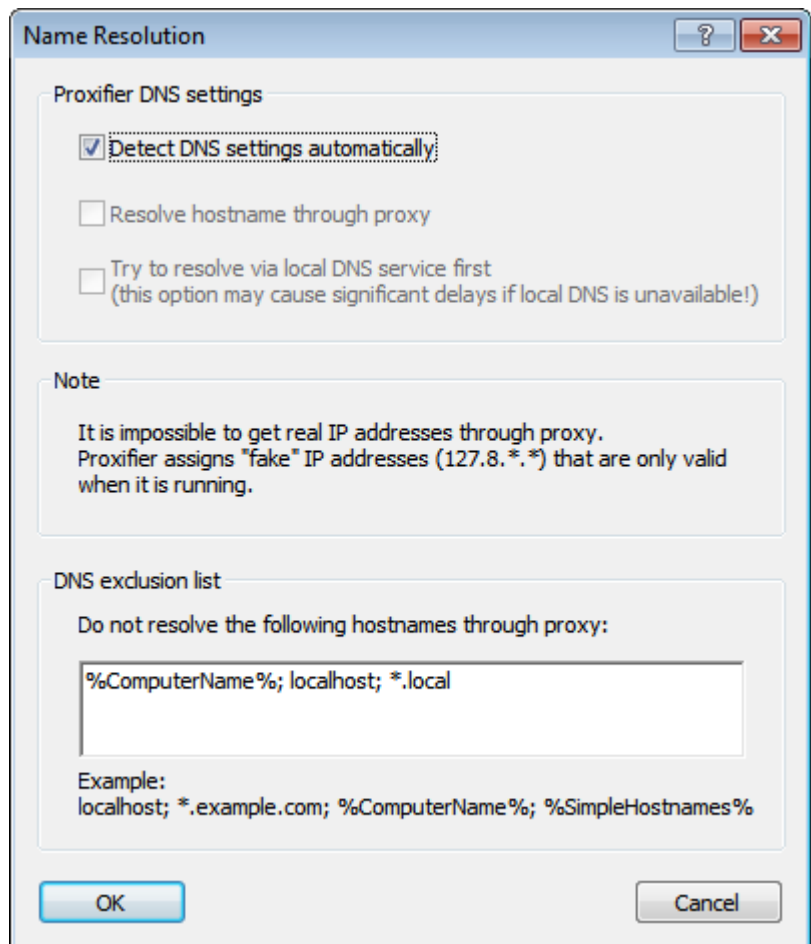 Name Resolution
Proxifier DNS settings
Detect DNS settings automatically
Resolve hostname through proxy
Try to resolve via local DNS service first
(this option may cause significant delays if local DNS is unavailable!)
Note
It is impossible to get real IP addresses through proxy.
Proxifier assigns "fake" IP addresses (127.8.*.*) that are only valid
when it is running.
DNS exclusion list
Do not resolve the following hostnames through proxy:
%ComputerName%; localhost; *.local
Example:
localhost; *.example.com; %ComputerName%; %SimpleHostnames%
OK
Cancel